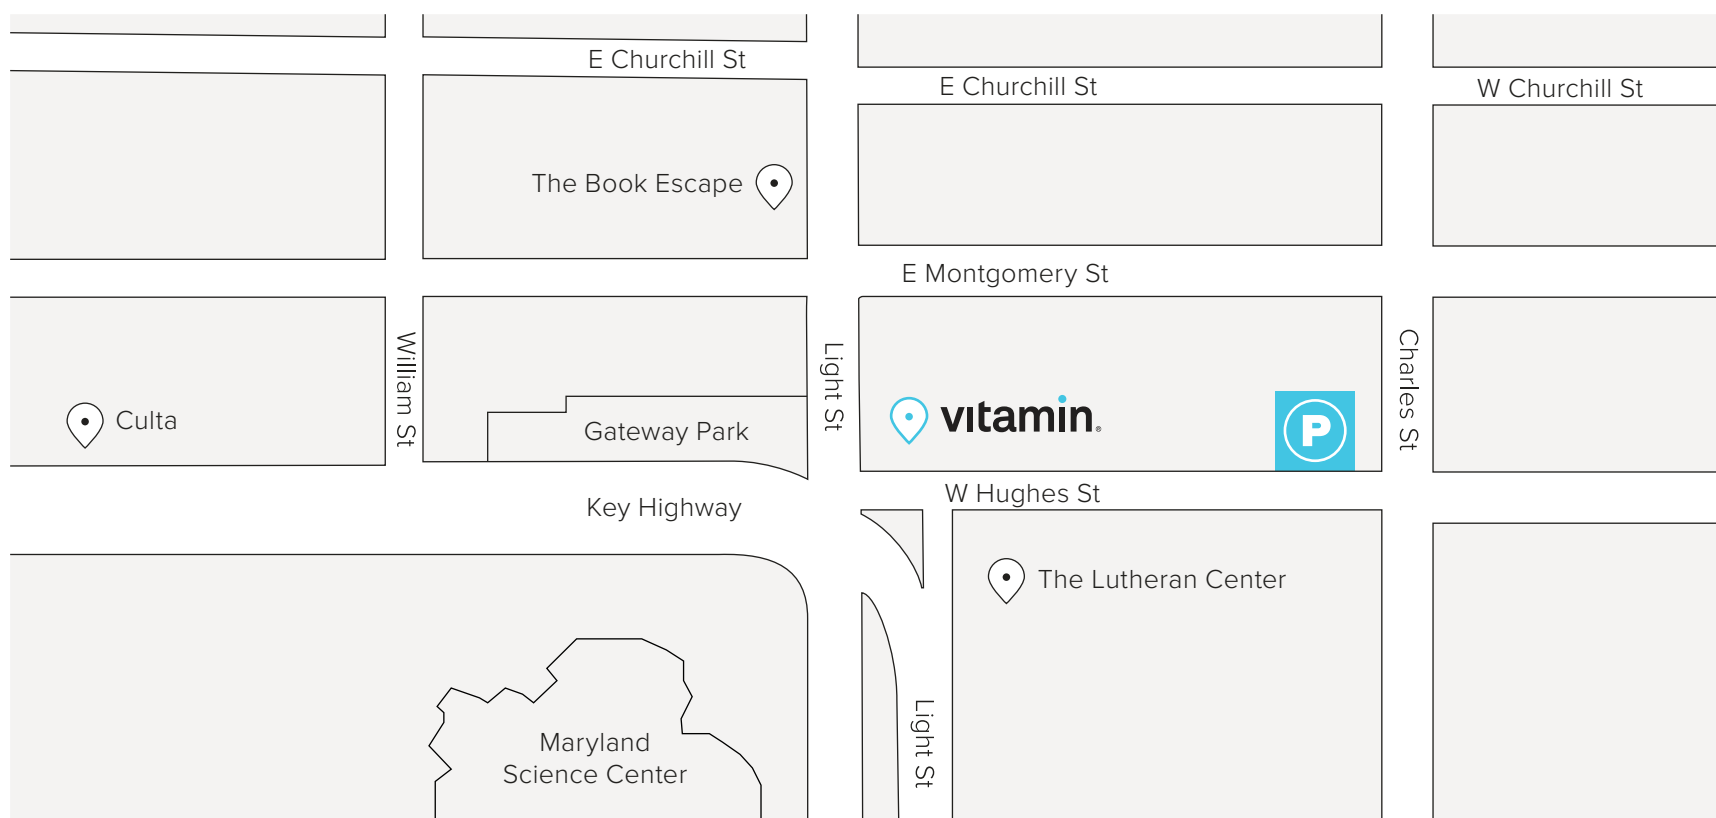 E Churchill St
E Churchill St
W Churchill St
The Book Escape
E Montgomery St
William St
Light St
Charles St
Culta
Gateway Park
vitamin®
P
W Hughes St
Key Highway
The Lutheran Center
Light St
Maryland
Science Center